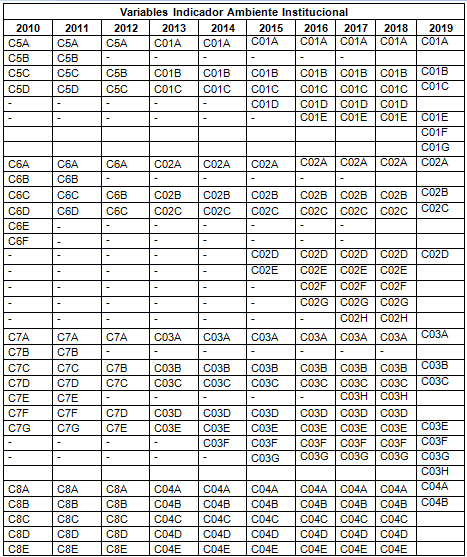 Variables Indicador Ambiente Institucional
2010 2011 2012 2013 2014 2015 2016 2017 2018 2019
C5A C5A C5A C01A C01A C01A C01A C01A C01A C01A
C5B C5B - - - - - - -
C5C C5C C5B C01B C01B C01B C01B C01B C01B C01B
C5D C5D C5C C01C C01C C01C C01C C01C C01C C01C
- - - - - C01D C01D C01D C01D
- - - - - - C01E C01E C01E C01E
C01F
C01G
C6A C6A C6A C02A C02A C02A C02A C02A C02A C02A
C6B C6B - - - - - -
C6C C6C C6B C02B C02B C02B C02B C02B C02B C02B
C6D C6D C6C C02C C02C C02C C02C C02C C02C C02C
C6E - - - - - - - -
C6F - - - - - - - -
- - - - - C02D C02D C02D C02D C02D
- - - - - C02E C02E C02E C02E
- - - - - - C02F C02F C02F
- - - - - - C02G C02G C02G
- - - - - - - C02H C02H
C7A C7A C7A C03A C03A C03A C03A C03A C03A C03A
C7B C7B - - - - - - -
C7C C7C C7B C03B C03B C03B C03B C03B C03B C03B
C7D C7D C7C C03C C03C C03C C03C C03C C03C C03C
C7E C7E - - - - - C03H C03H
C7F C7F C7D C03D C03D C03D C03D C03D C03D
C7G C7G C7E C03E C03E C03E C03E C03E C03E C03E
- - - - C03F C03F C03F C03F C03F C03F
- - - - - C03G C03G C03G C03G C03G
C03H
C8A C8A C8A C04A C04A C04A C04A C04A C04A C04A
C8B C8B C8B C04B C04B C04B C04B C04B C04B C04B
C8C C8C C8C C04C C04C C04C C04C C04C C04C
C8D C8D C8D C04D C04D C04D C04D C04D C04D
C8E C8E C8E C04E C04E C04E C04E C04E C04E